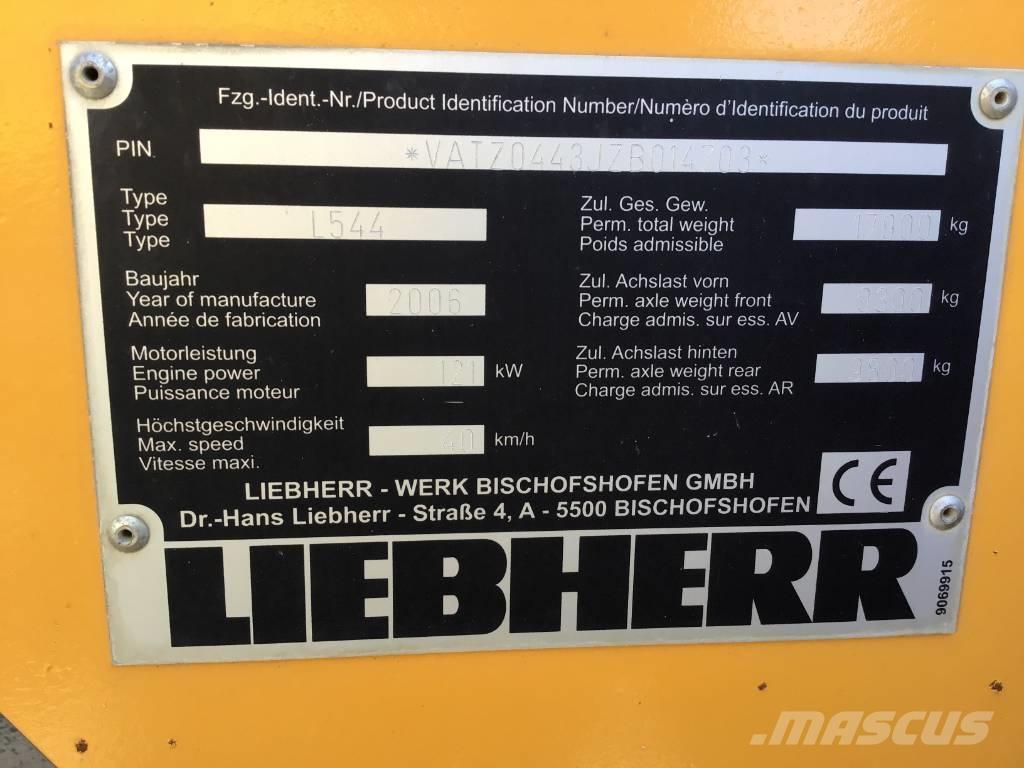 Fzg.-Ident.-Nr./Product Identification Number/Numèro d'Identification du produit
PIN
*VATZ0443JZB014703*
Type
Type
Type
L544
Baujahr
Year of manufacture
Année de fabrication
2006
Motorleistung
Engine power
Puissance moteur
121 kW
Höchstgeschwindigkeit
Max. speed
Vitesse maxi.
40 km/h
Zul. Ges. Gew.
Perm. total weight
Poids admissible
kg
Zul. Achslast vorn
Perm. axle weight front
Charge admis. sur ess. AV
kg
Zul. Achslast hinten
Perm. axle weight rear
Charge admis. sur ess. AR
kg
LIEBHERR - WERK BISCHOFSHOFEN GMBH
Dr.-Hans Liebherr - Straße 4, A - 5500 BISCHOFSHOFEN
CE
LIEBHERR
9069915
MASCUS